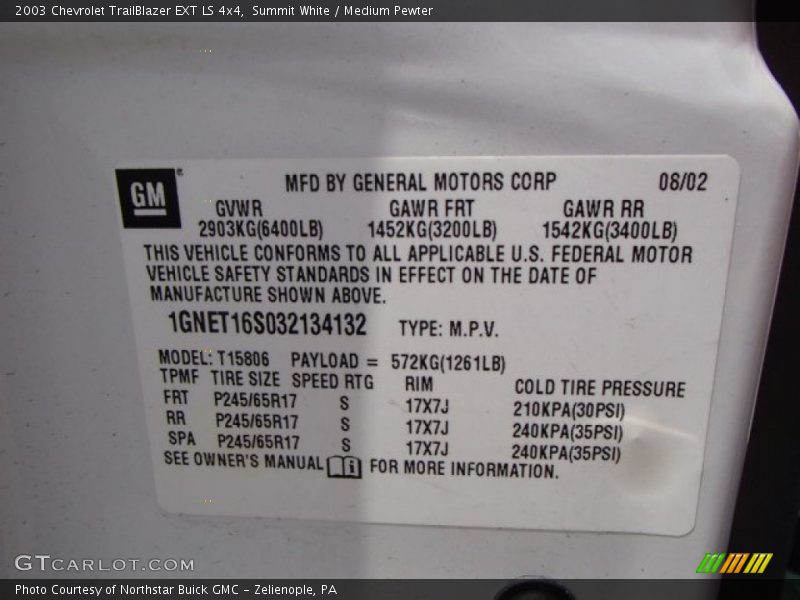 2003 Chevrolet TrailBlazer EXT LS 4x4,  Summit White / Medium Pewter
GM®
MFD BY GENERAL MOTORS CORP 08/02
GVWR GAWR FRT GAWR RR
2903KG(6400LB) 1452KG(3200LB) 1542KG(3400LB)
THIS VEHICLE CONFORMS TO ALL APPLICABLE U.S. FEDERAL MOTOR
VEHICLE SAFETY STANDARDS IN EFFECT ON THE DATE OF
MANUFACTURE SHOWN ABOVE.
1GNET16S032134132 TYPE: M.P.V.
MODEL: T15806 PAYLOAD = 572KG(1261LB)
TPMF TIRE SIZE SPEED RTG RIM COLD TIRE PRESSURE
FRT P245/65R17 S 17X7J 210KPA(30PSI)
RR P245/65R17 S 17X7J 240KPA(35PSI)
SPA P245/65R17 S 17X7J 240KPA(35PSI)
SEE OWNER'S MANUAL i FOR MORE INFORMATION.
GTCARLOT.COM
Photo Courtesy of Northstar Buick GMC – Zelienople, PA